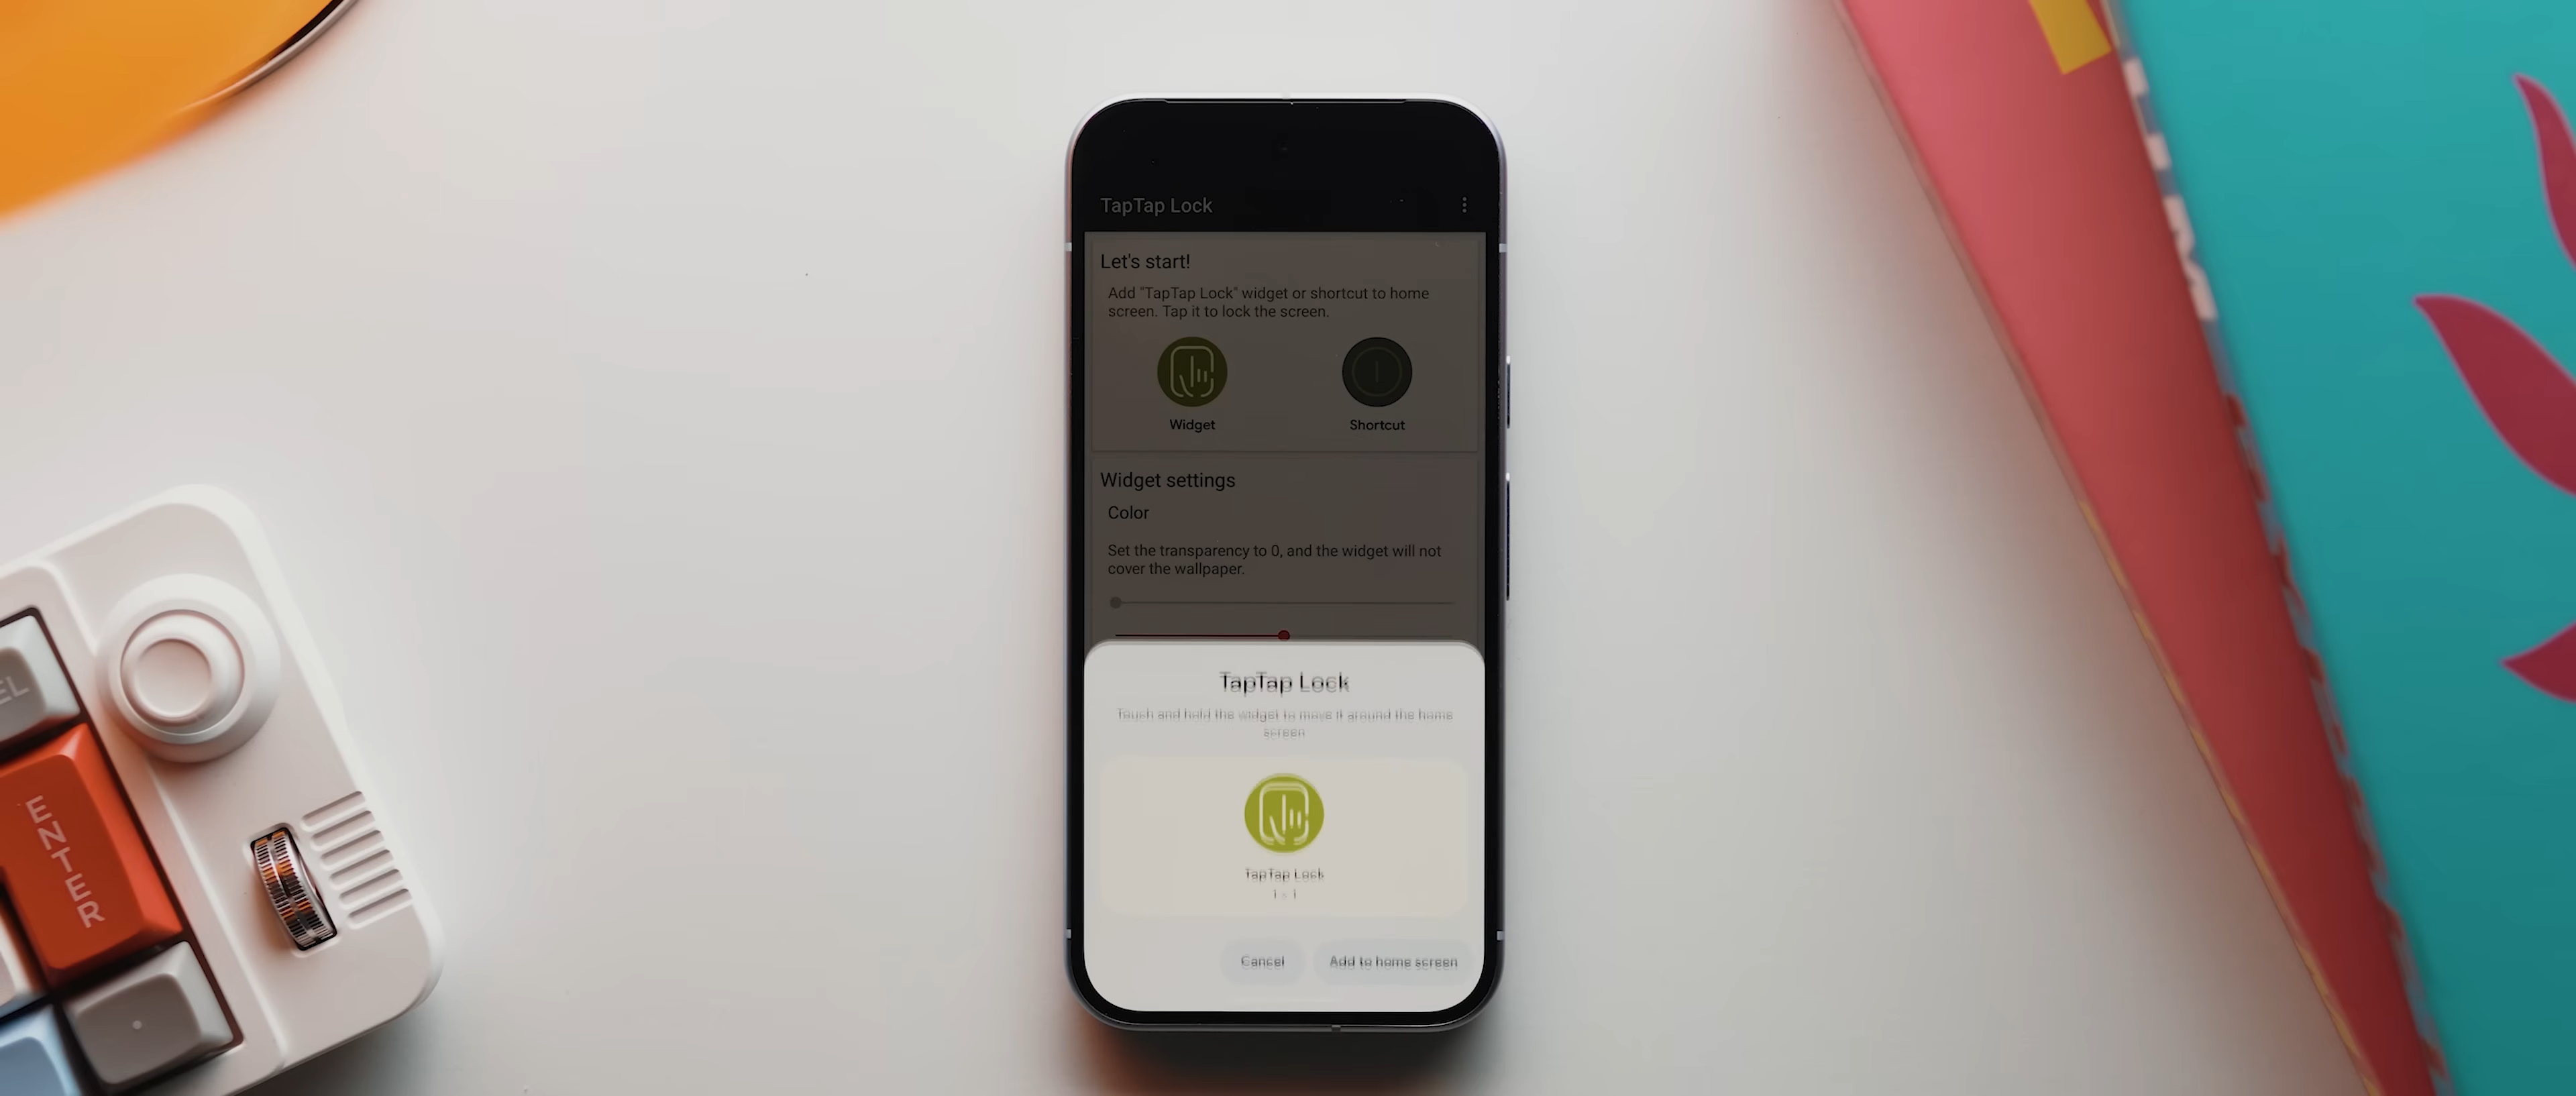 TapTap Lock
Let's start!
Add "TapTap Lock" widget or shortcut to home
screen. Tap it to lock the screen.
Widget
Shortcut
Widget settings
Color
Set the transparency to 0, and the widget will not
cover the wallpaper.
TapTap Lock
Touch and hold the widget to move it around the home
screen
TapTap Lock
Cancel
Add to home screen
EL
ENTER